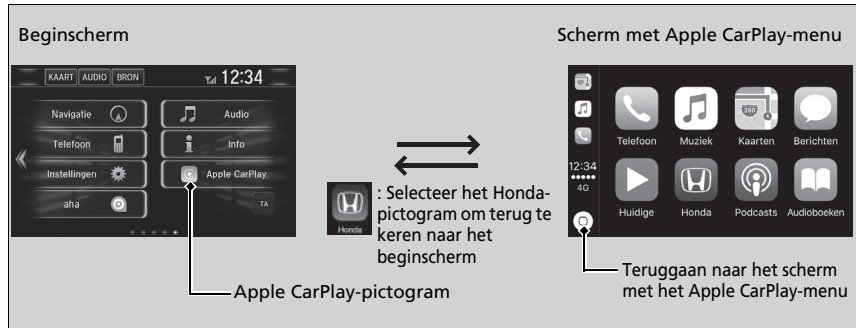 Beginscherm
Scherm met Apple CarPlay-menu
KAART AUDIO BRON 12:34
Navigatie
Audio
Telefoon
Info
Instellingen
Apple CarPlay
aha
TA
Apple CarPlay-pictogram
Honda
: Selecteer het Honda-
pictogram om terug te
keren naar het
beginscherm
12:34
4G
280
Telefoon Muziek Kaarten Berichten
Huidige Honda Podcasts Audioboeken
Teruggaan naar het scherm
met het Apple CarPlay-menu